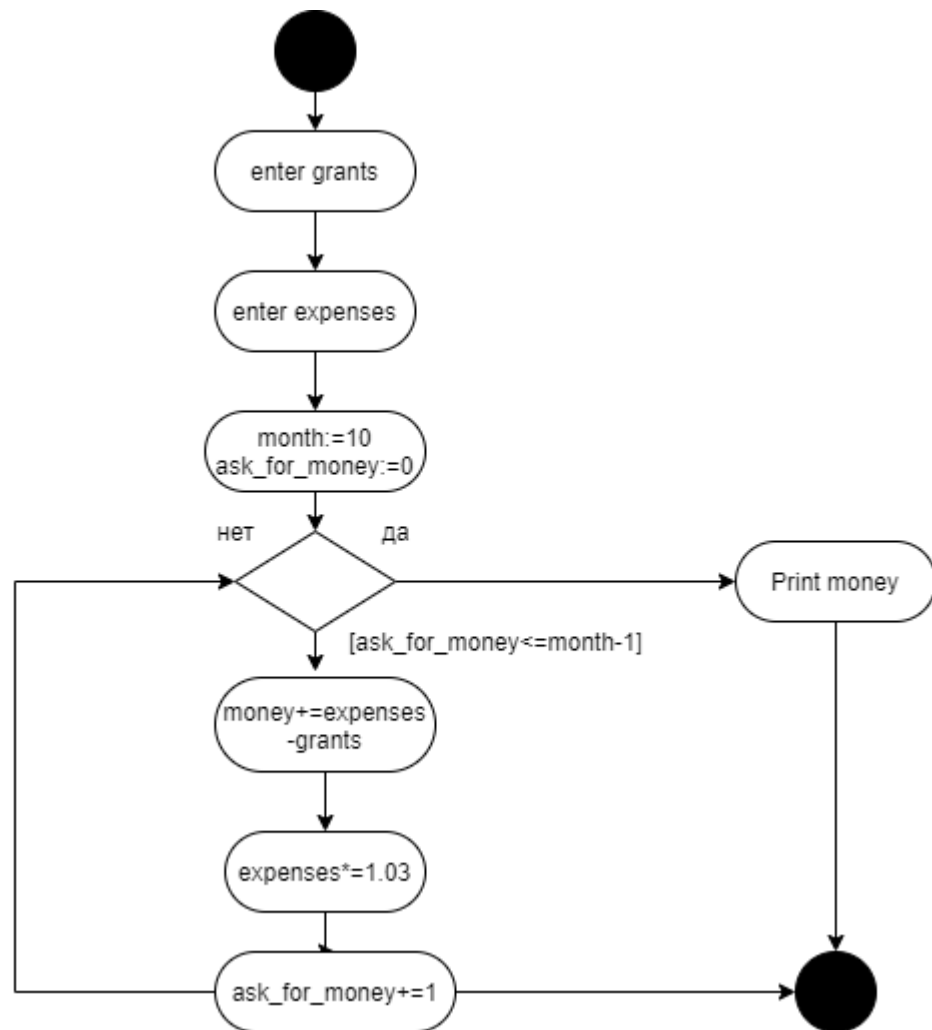 enter grants
enter expenses
month:=10
ask_for_money:=0
нет
да
Print money
[ask_for_money<=month-1]
money+=expenses
-grants
expenses*=1.03
ask_for_money+=1